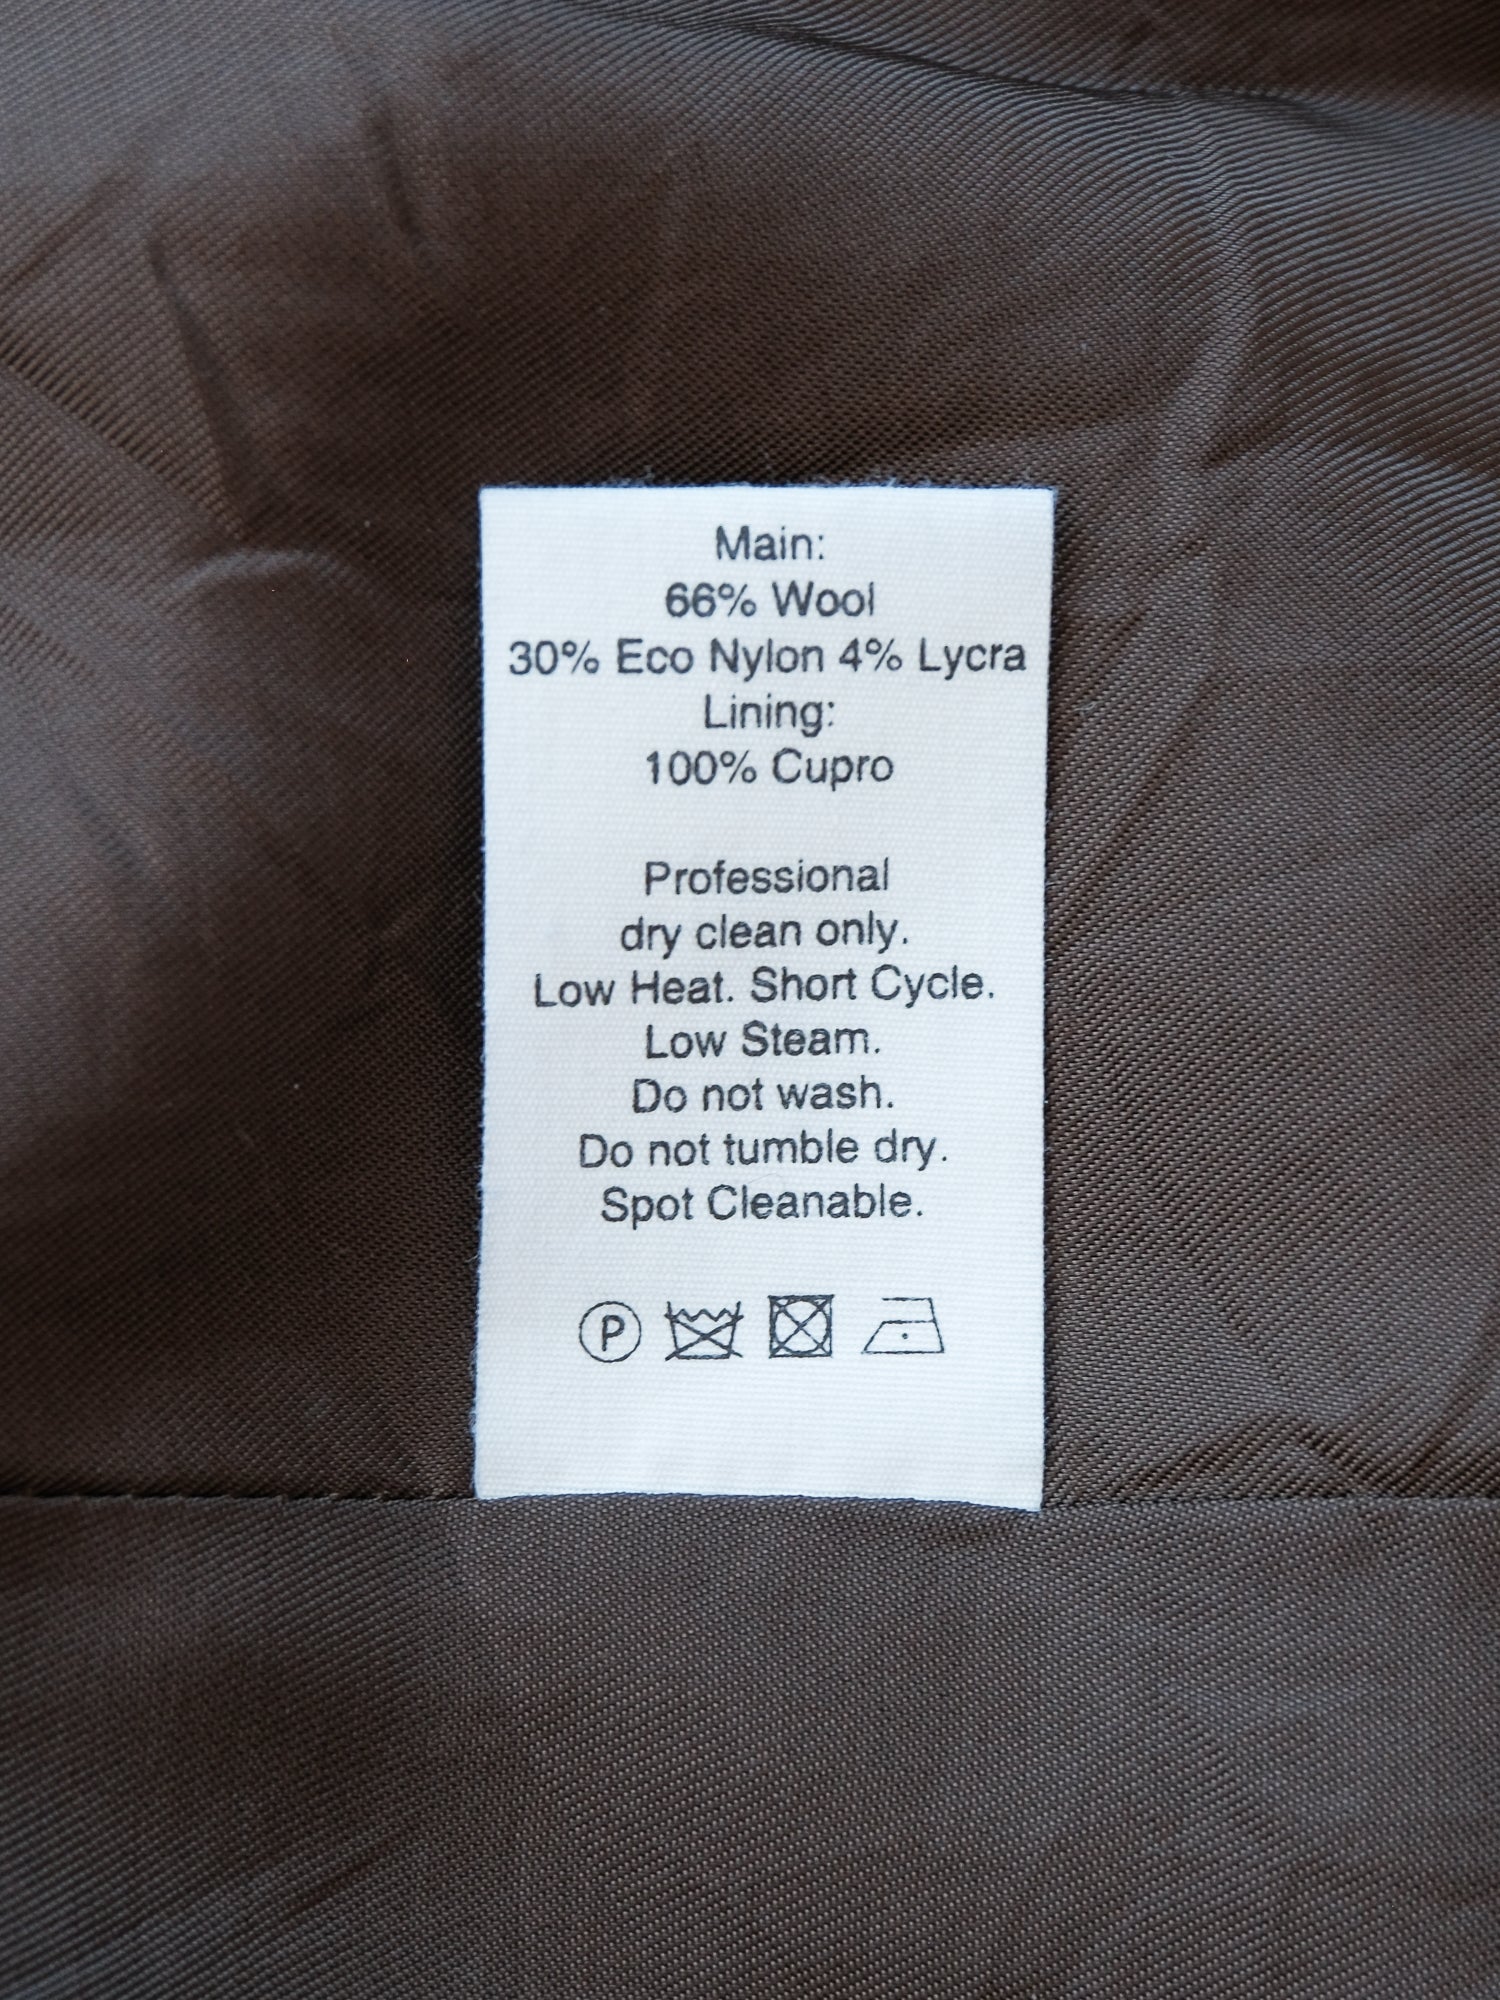 Main:
66% Wool
30% Eco Nylon 4% Lycra
Lining:
100% Cupro
Professional
dry clean only.
Low Heat. Short Cycle.
Low Steam.
Do not wash.
Do not tumble dry.
Spot Cleanable.
P